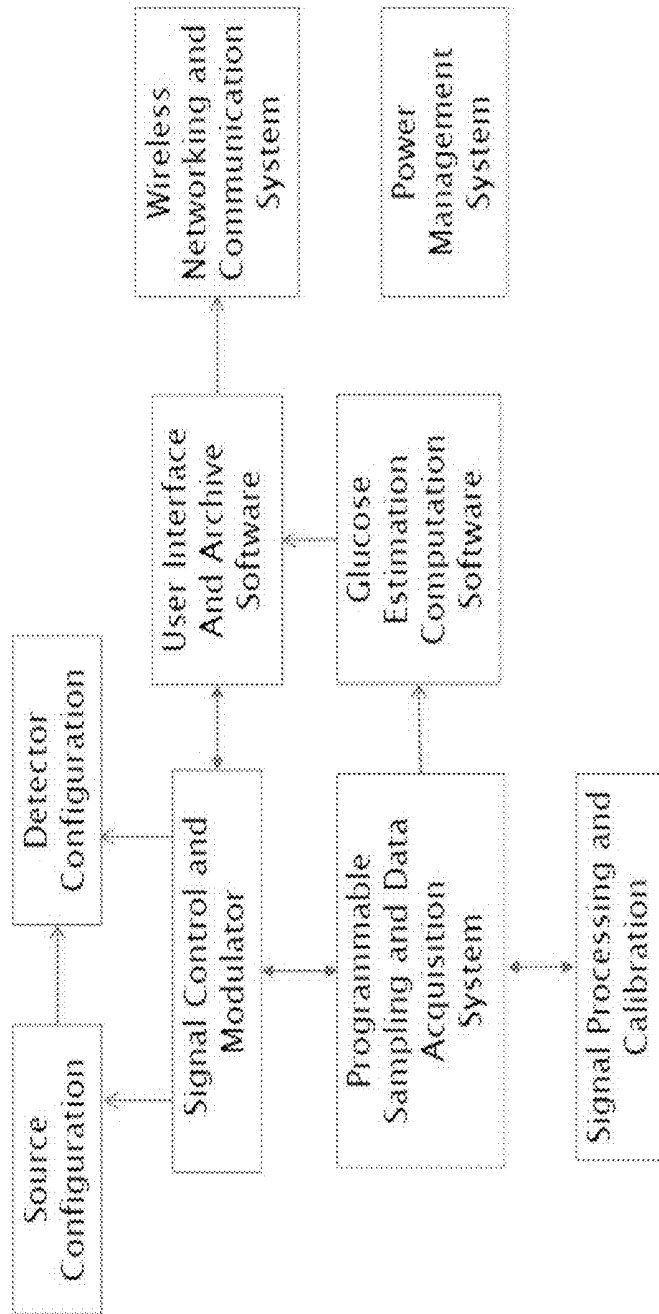 Source
Configuration
Detector
Configuration
Signal Control and
Modulator
User Interface
And Archive
Software
Wireless
Networking and
Communication
System
Programmable
Sampling and Data
Acquisition
System
Glucose
Estimation
Computation
Software
Power
Management
System
Signal Processing and
Calibration